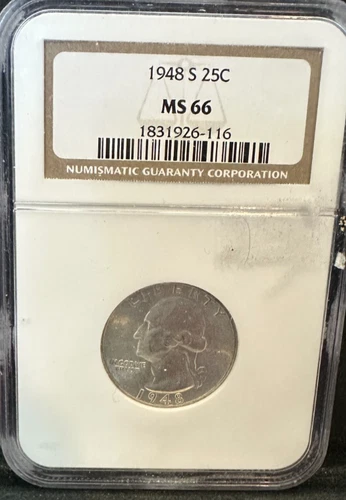 1948 S 25C
MS 66
1831926-116
NUMISMATIC GUARANTY CORPORATION
LIBERTY
IN GOD WE
TRUST
1948